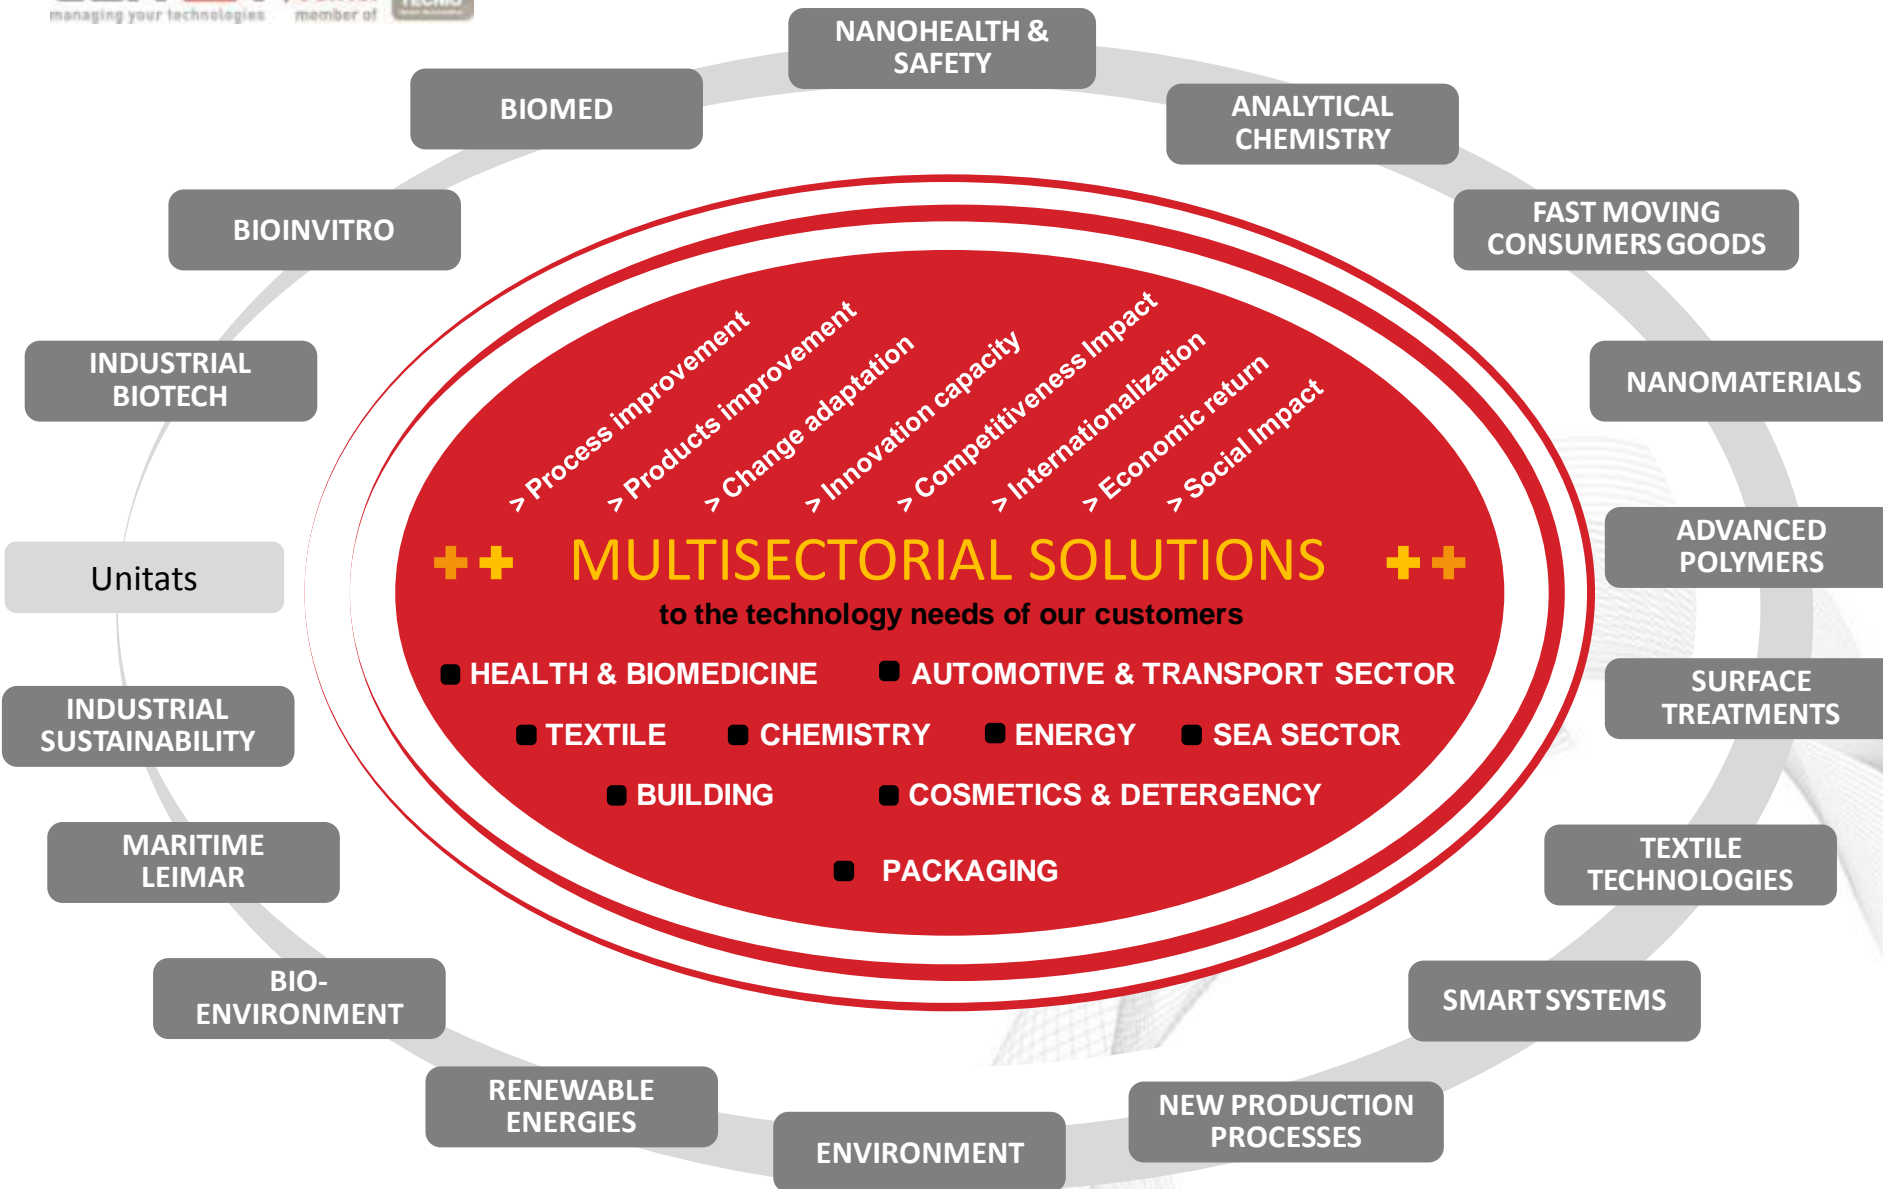 managing your technologies
member of
TECNIO
NANOHEALTH &
SAFETY
BIOMED
ANALYTICAL
CHEMISTRY
BIOINVITRO
FAST MOVING
CONSUMERS GOODS
INDUSTRIAL
BIOTECH
NANOMATERIALS
> Process improvement
> Products improvement
> Change adaptation
> Innovation capacity
> Competitiveness Impact
> Internationalization
> Economic return
> Social Impact
MULTISECTORIAL SOLUTIONS
to the technology needs of our customers
Unitats
ADVANCED
POLYMERS
HEALTH & BIOMEDICINE
AUTOMOTIVE & TRANSPORT SECTOR
TEXTILE
CHEMISTRY
ENERGY
SEA SECTOR
BUILDING
COSMETICS & DETERGENCY
PACKAGING
INDUSTRIAL
SUSTAINABILITY
SURFACE
TREATMENTS
MARITIME
LEIMAR
TEXTILE
TECHNOLOGIES
BIO-
ENVIRONMENT
SMART SYSTEMS
RENEWABLE
ENERGIES
ENVIRONMENT
NEW PRODUCTION
PROCESSES